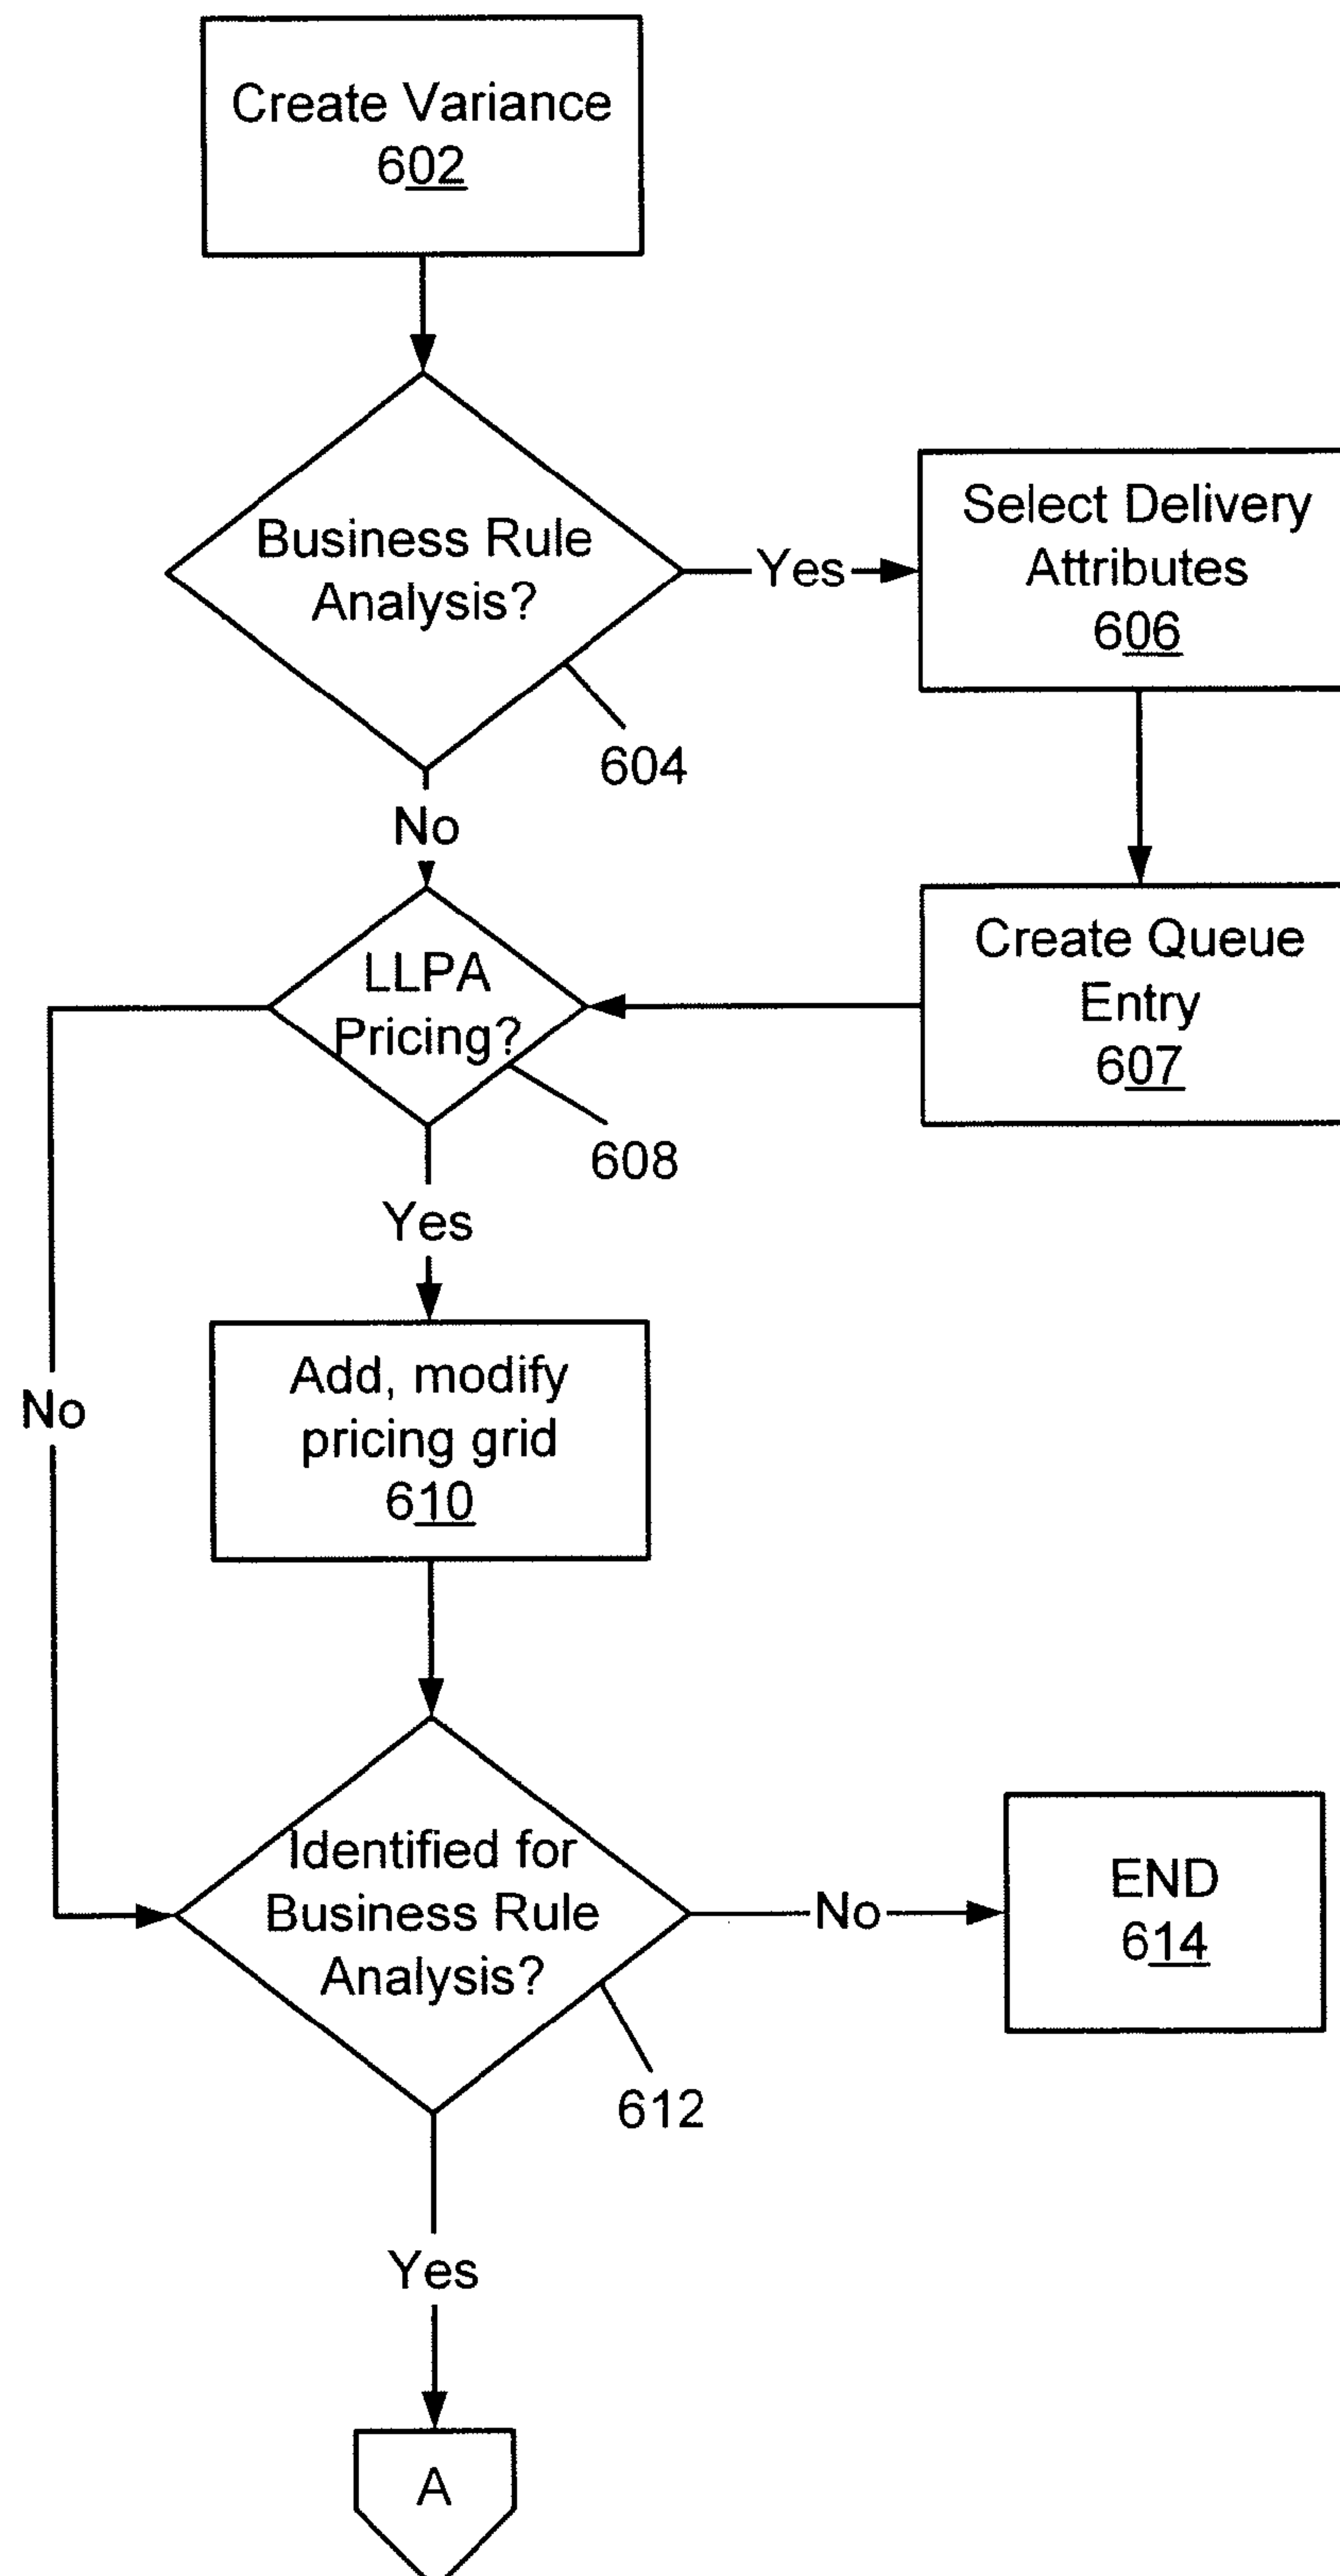 Create Variance
602
Business Rule
Analysis?
Yes
Select Delivery
Attributes
606
604
No
LLPA
Pricing?
Create Queue
Entry
607
608
Yes
No
Add, modify
pricing grid
610
Identified for
Business Rule
Analysis?
No
END
614
612
Yes
A